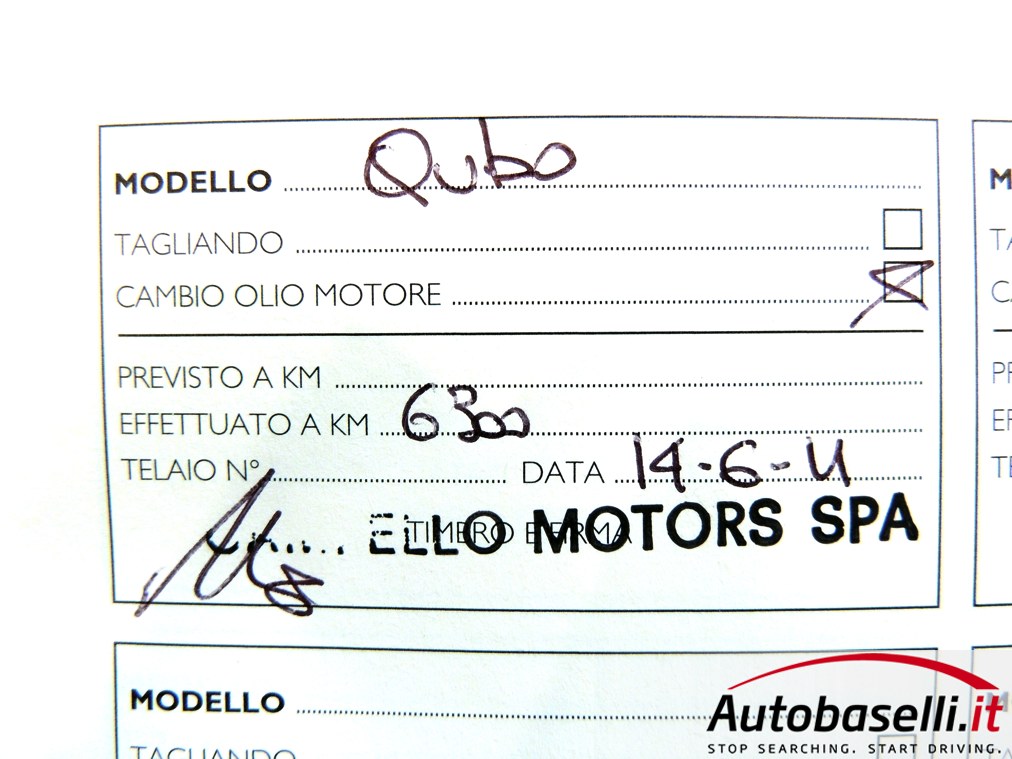 MODELLO Qubo
TAGLIANDO
CAMBIO OLIO MOTORE
PREVISTO A KM
EFFETTUATO A KM 6300
TELAIO N° DATA 14-6-11
TIMBRO E FIRMA
ELLO MOTORS SPA
MODELLO
TAGLIANDO
Autobaselli.it
STOP SEARCHING. START DRIVING.